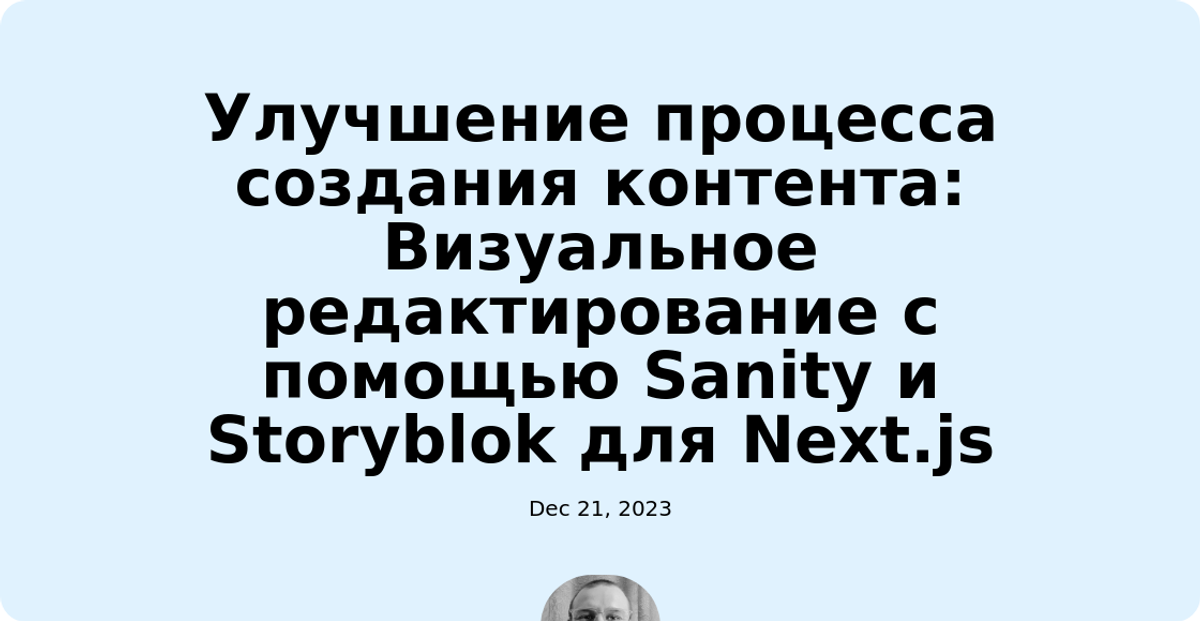 Улучшение процесса
создания контента:
Визуальное
редактирование с
помощью Sanity и
Storyblok для Next.js
Dec 21, 2023